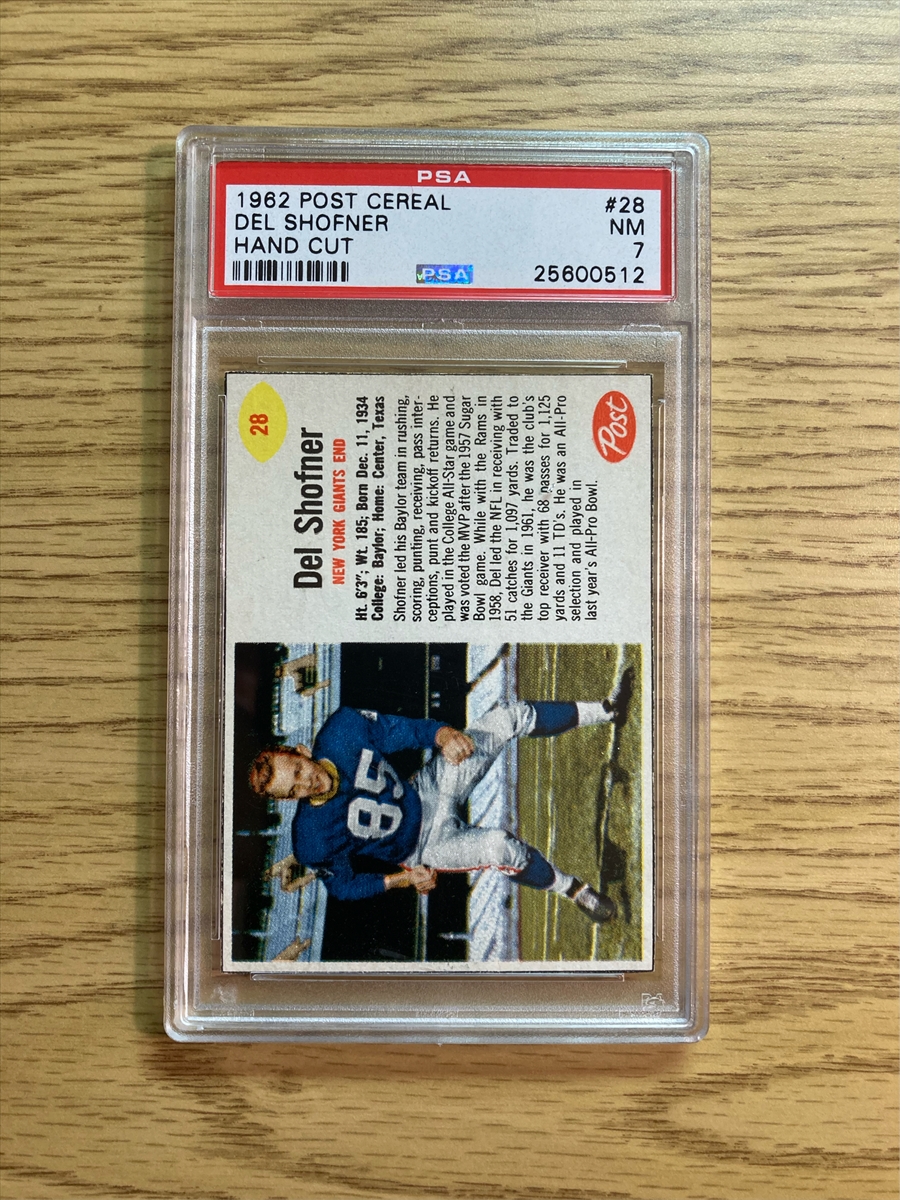 PSA
1962 POST CEREAL #28
DEL SHOFNER NM
HAND CUT 7
PSA 25600512
28
Del Shofner
NEW YORK GIANTS END
Ht. 6'3"; Wt. 185; Born Dec. 11, 1934
College: Baylor; Home: Center, Texas
Shofner led his Baylor team in rushing,
scoring, punting, receiving, pass inter-
ceptions, punt and kickoff returns. He
played in the College All-Star game and
was voted the MVP after the 1957 Sugar
Bowl game. While with the Rams in
1958, Del led the NFL in receiving with
51 catches for 1,097 yards. Traded to
the Giants in 1961, he was the club's
top receiver with 68 passes for 1,125
yards and 11 TD's. He was an All-Pro
selection and played in
last year's All-Pro Bowl.
Post
85